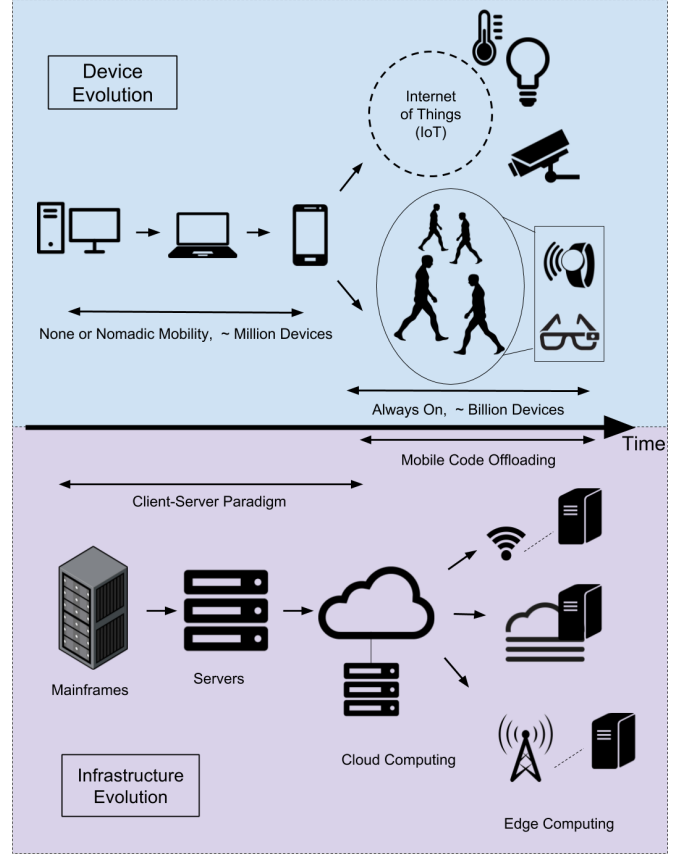 Device
Evolution
Internet
of Things
(IoT)
None or Nomadic Mobility, ~ Million Devices
Always On, ~ Billion Devices
Time
Mobile Code Offloading
Client-Server Paradigm
Mainframes
Servers
Cloud Computing
Infrastructure
Evolution
Edge Computing